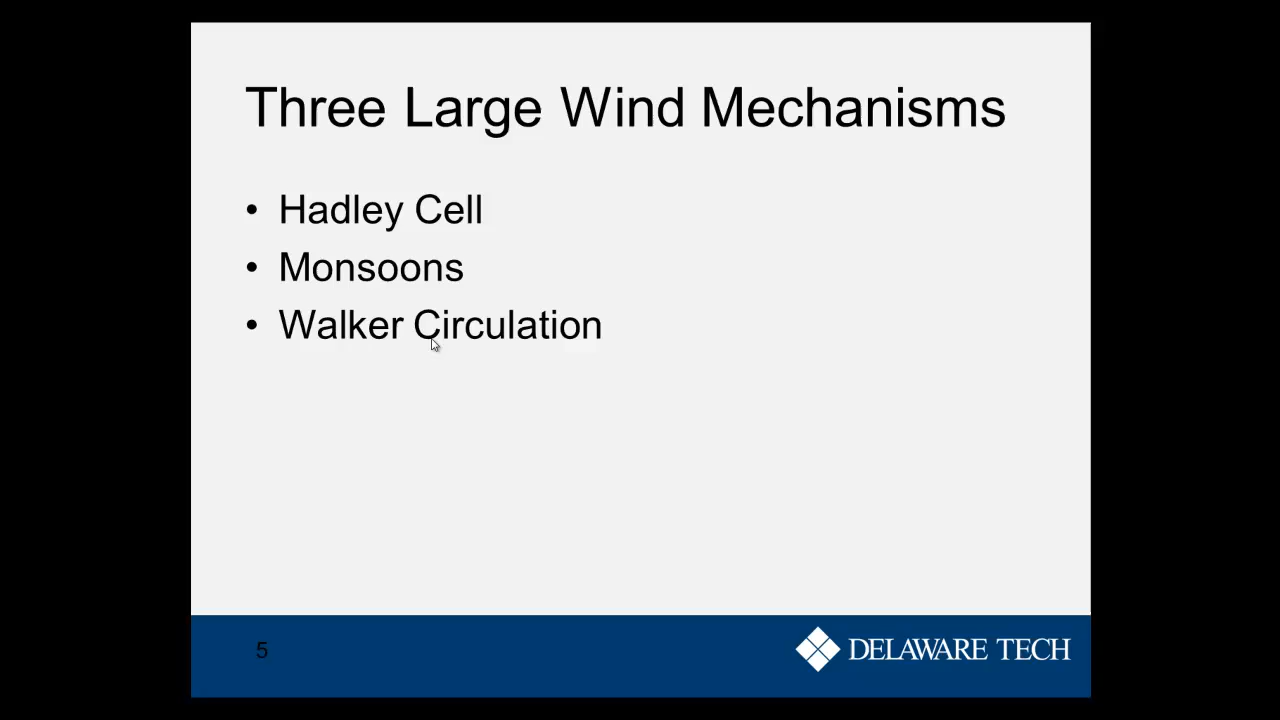 Three Large Wind Mechanisms
• Hadley Cell
• Monsoons
• Walker Circulation
5
DELAWARE TECH